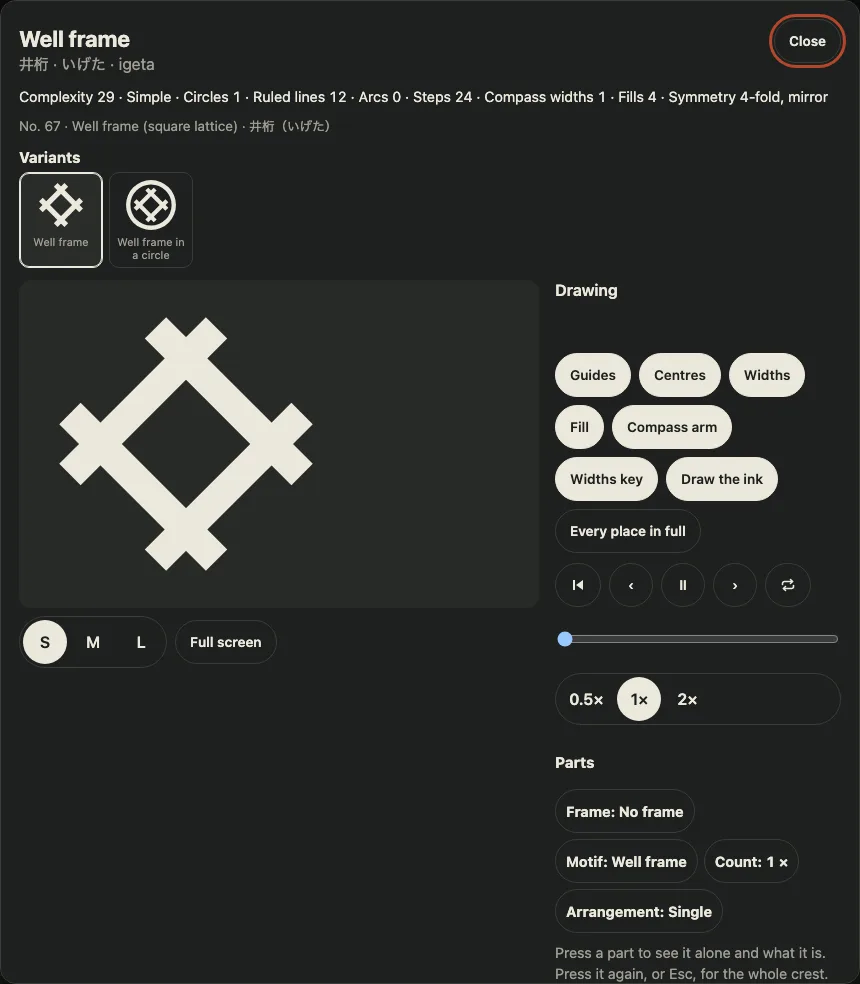 Well frame
Close
井桁 · いげた · igeta
Complexity 29 · Simple · Circles 1 · Ruled lines 12 · Arcs 0 · Steps 24 · Compass widths 1 · Fills 4 · Symmetry 4-fold, mirror
No. 67 · Well frame (square lattice) · 井桁（いげた）
Variants
Well frame
Well frame in
a circle
Drawing
Guides
Centres
Widths
Fill
Compass arm
Widths key
Draw the ink
Every place in full
S
M
L
Full screen
0.5×
1×
2×
Parts
Frame: No frame
Motif: Well frame
Count: 1 ×
Arrangement: Single
Press a part to see it alone and what it is.
Press it again, or Esc, for the whole crest.